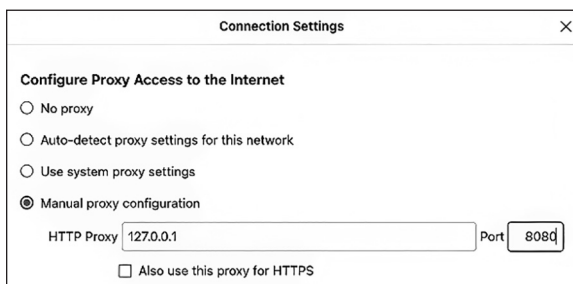 Connection Settings
Configure Proxy Access to the Internet
No proxy
Auto-detect proxy settings for this network
Use system proxy settings
Manual proxy configuration
HTTP Proxy 127.0.0.1 Port 8080
Also use this proxy for HTTPS